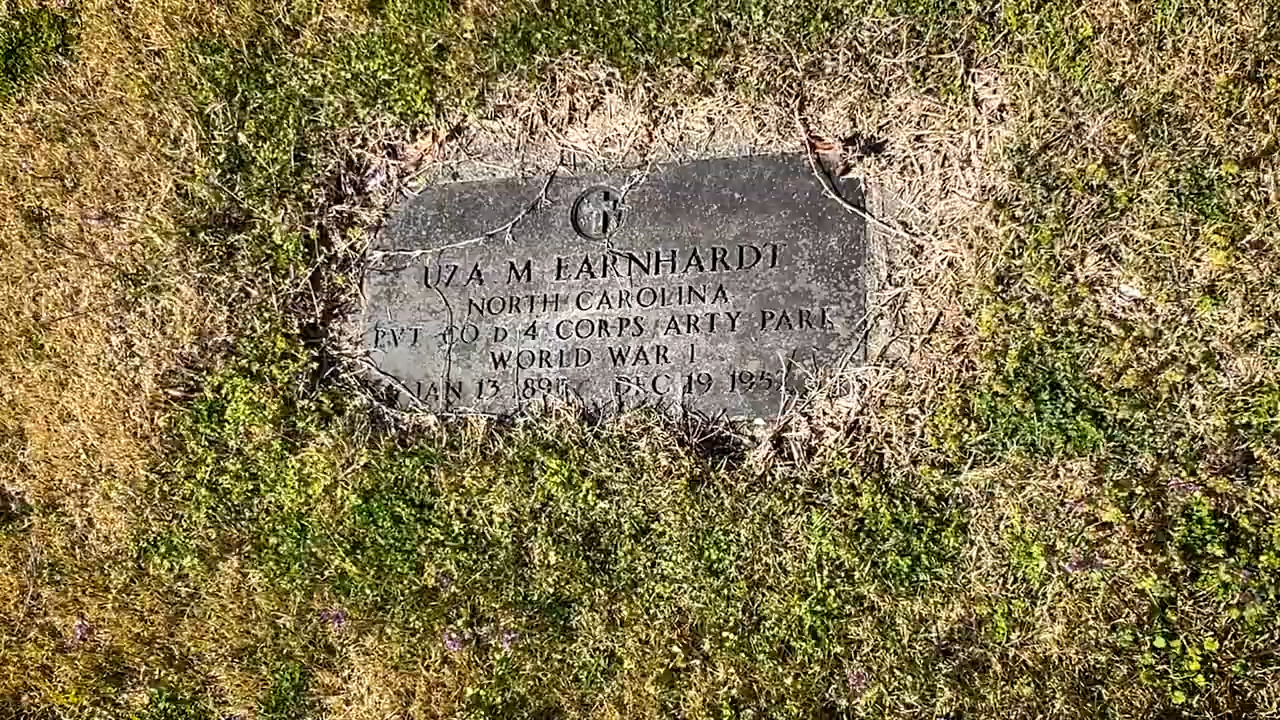 UZA M EARNHARDT
NORTH CAROLINA
PVT CO D 4 CORPS ARTY PARK
WORLD WAR I
JAN 13 DEC 19